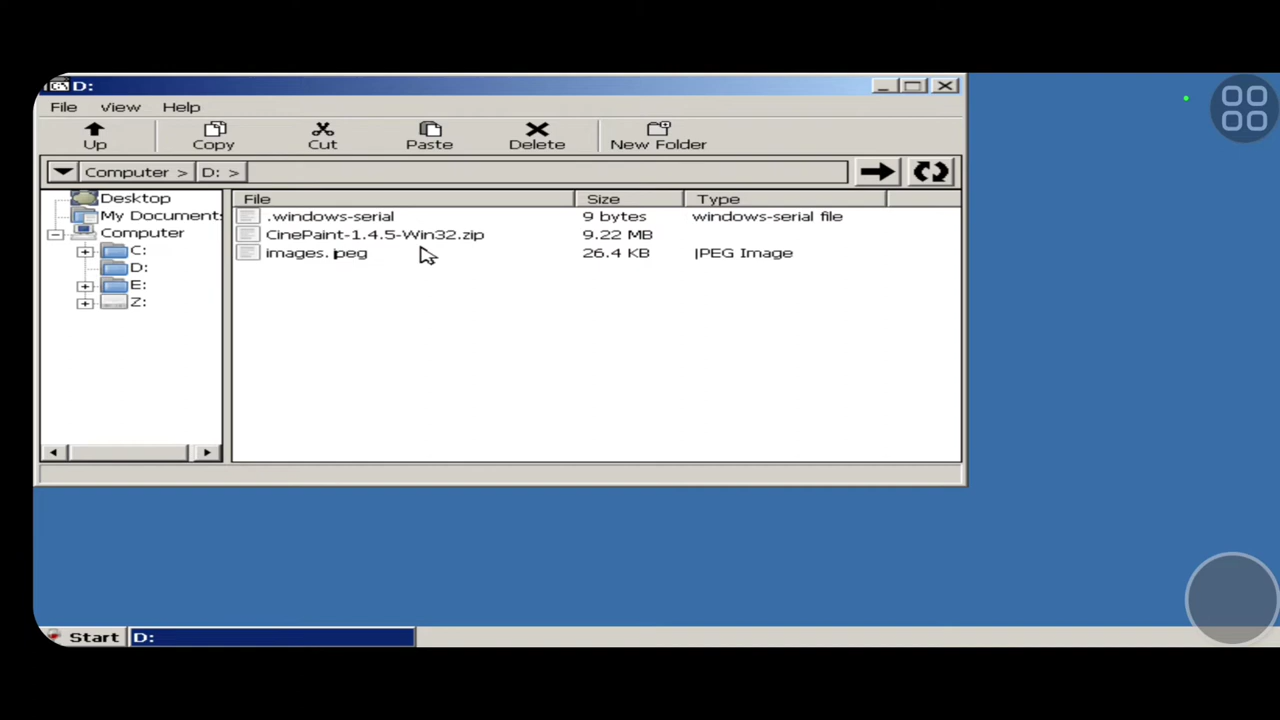 D:
File View Help
Up Copy Cut Paste Delete New Folder
Computer > D: >
Desktop
My Documents
Computer
C:
D:
E:
Z:
File Size Type
.windows-serial 9 bytes windows-serial file
CinePaint-1.4.5-Win32.zip 9.22 MB
images.jpeg 26.4 KB JPEG Image
Start D: